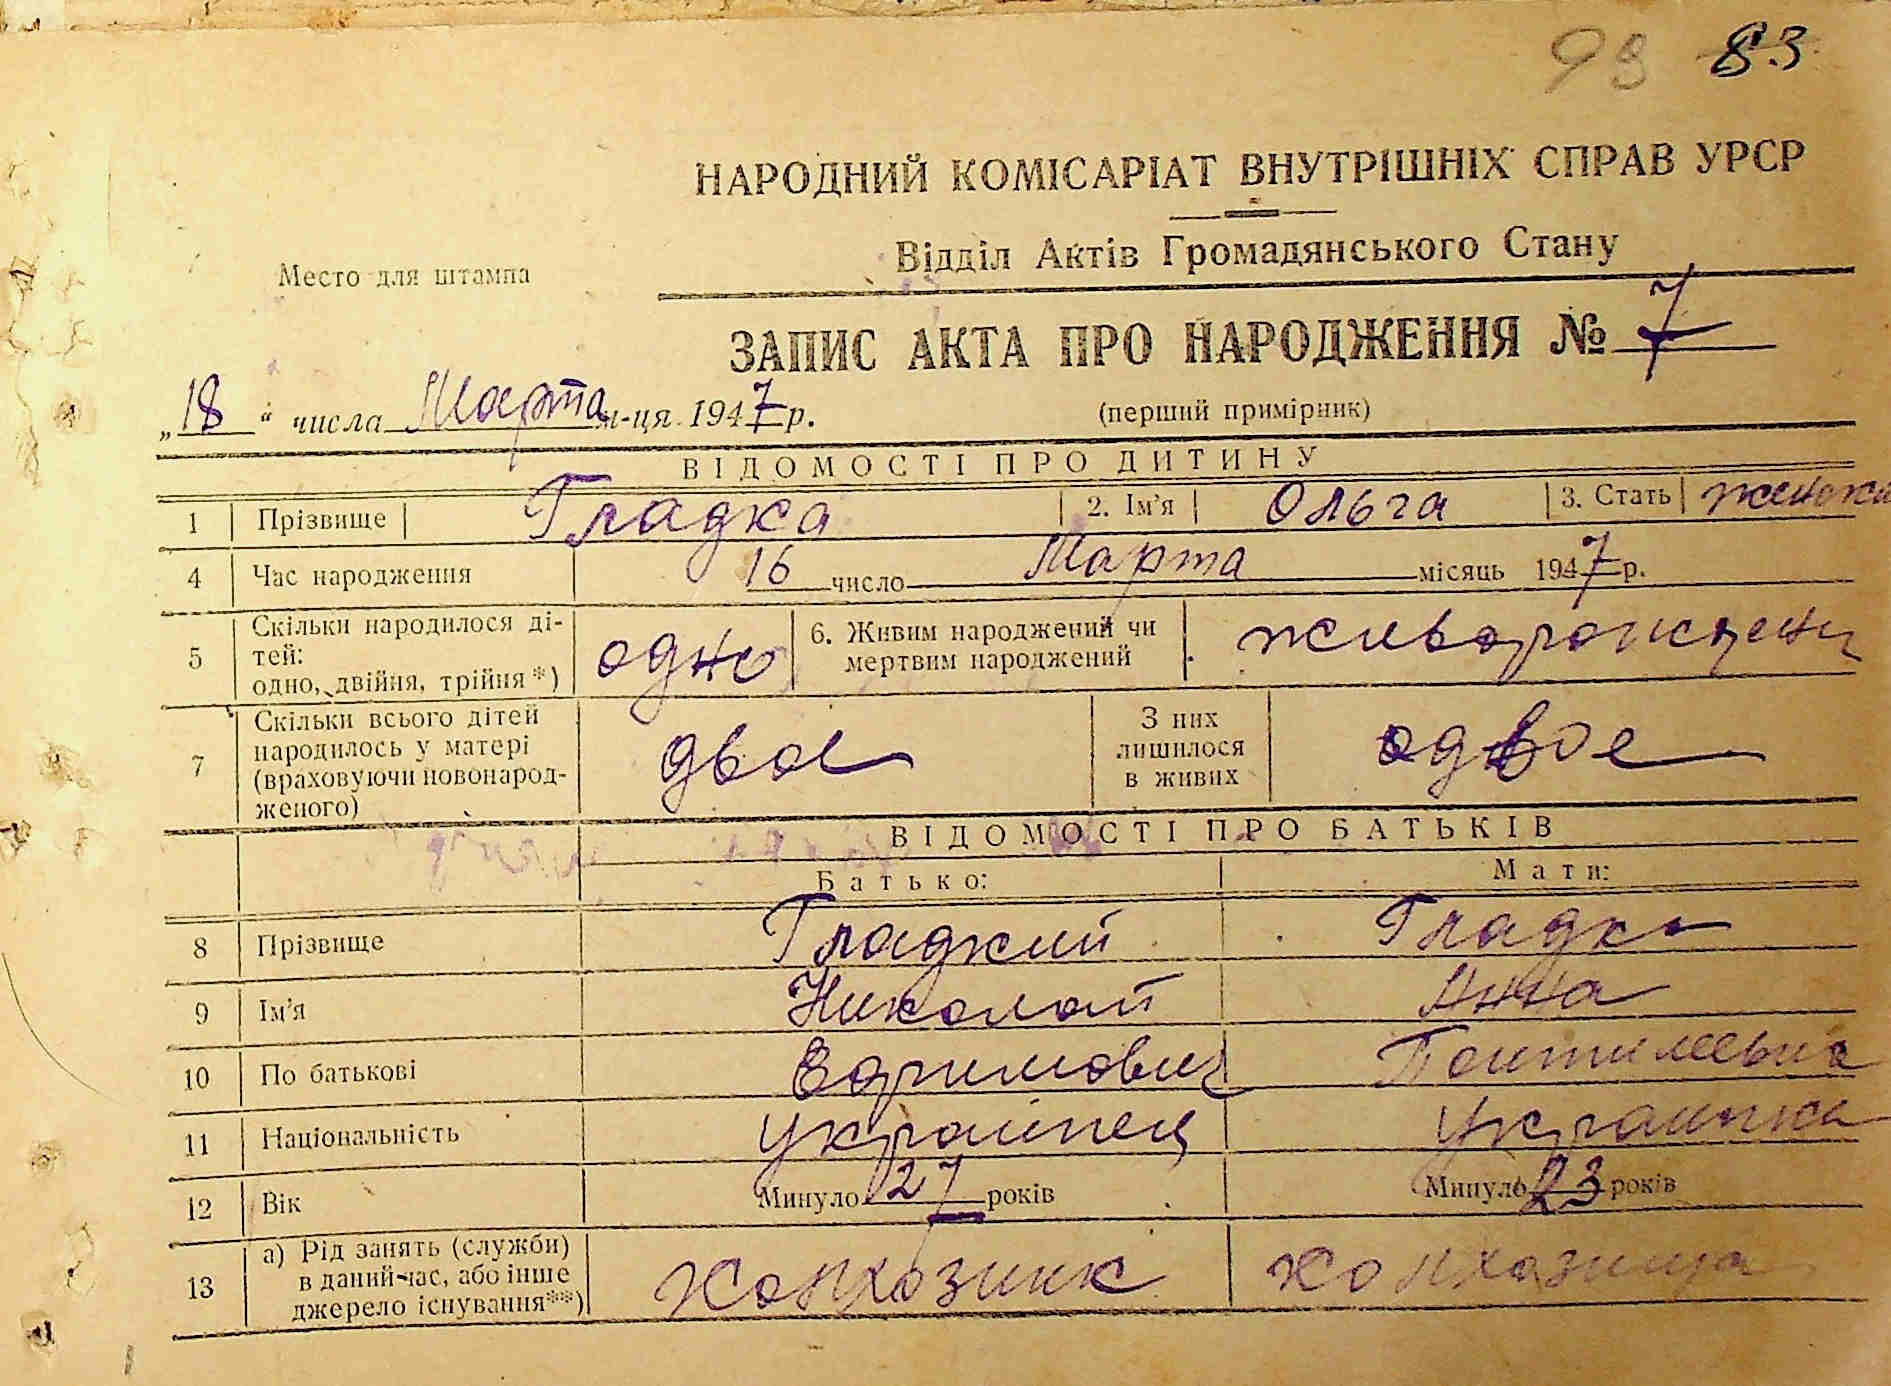 93 83
НАРОДНИЙ КОМІСАРІАТ ВНУТРІШНІХ СПРАВ УРСР
Відділ Актів Громадянського Стану
Место для штампа
ЗАПИС АКТА ПРО НАРОДЖЕННЯ № 7
„18“ числа Марта м-ця 1947 р.
(перший примірник)
ВІДОМОСТІ ПРО ДИТИНУ
1 Прізвище Гладка 2. Ім'я Ольга 3. Стать
4 Час народження 16 число Марта місяць 1947 р.
5 Скільки народилося ді-
тей:
одно, двійня, трійня*) одно
6. Живим народжений чи
мертвим народжений
7 Скільки всього дітей
народилось у матері
(враховуючи новонарод-
женого) двое
З них
лишилося
в живих
ВІДОМОСТІ ПРО БАТЬКІВ
Батько: Мати:
8 Прізвище Гладкий Гладка
9 Ім'я Николай Анна
10 По батькові
11 Національність Украинец Украинка
12 Вік Минуло 27 років Минуло 23 років
13 а) Рід занять (служби)
в даний час, або інше
джерело існування**) колхозник колхозница